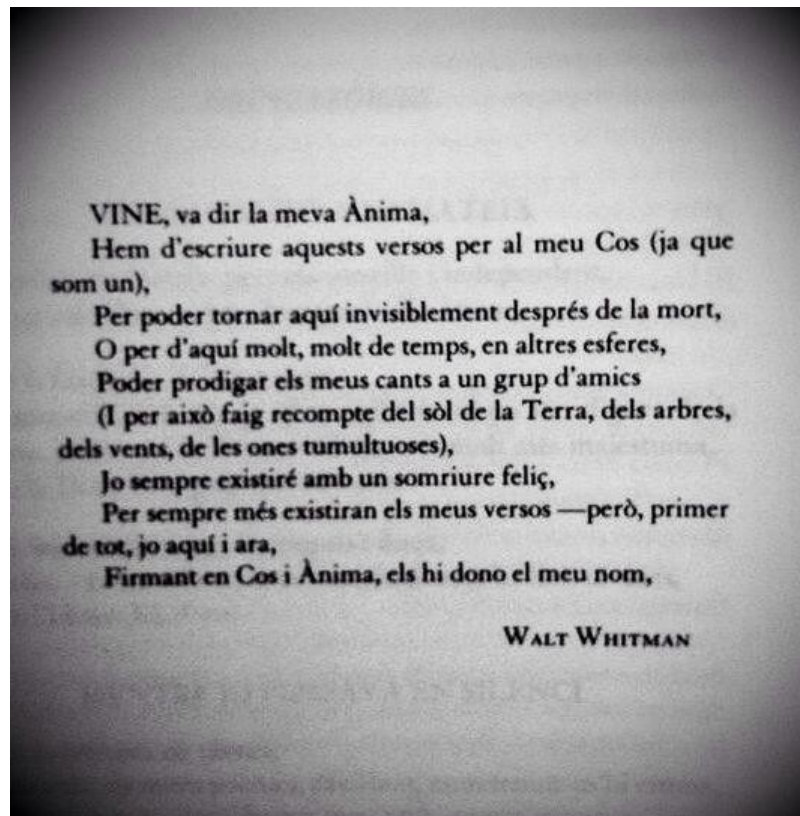 VINE, va dir la meva Ànima,
Hem d'escriure aquests versos per al meu Cos (ja que
som un),
Per poder tornar aquí invisiblement després de la mort,
O per d'aquí molt, molt de temps, en altres esferes,
Poder prodigar els meus cants a un grup d'amics
(I per això faig recompte del sòl de la Terra, dels arbres,
dels vents, de les ones tumultuoses),
Jo sempre existiré amb un somriure feliç,
Per sempre més existiran els meus versos —però, primer
de tot, jo aquí i ara,
Firmant en Cos i Ànima, els hi dono el meu nom,
WALT WHITMAN